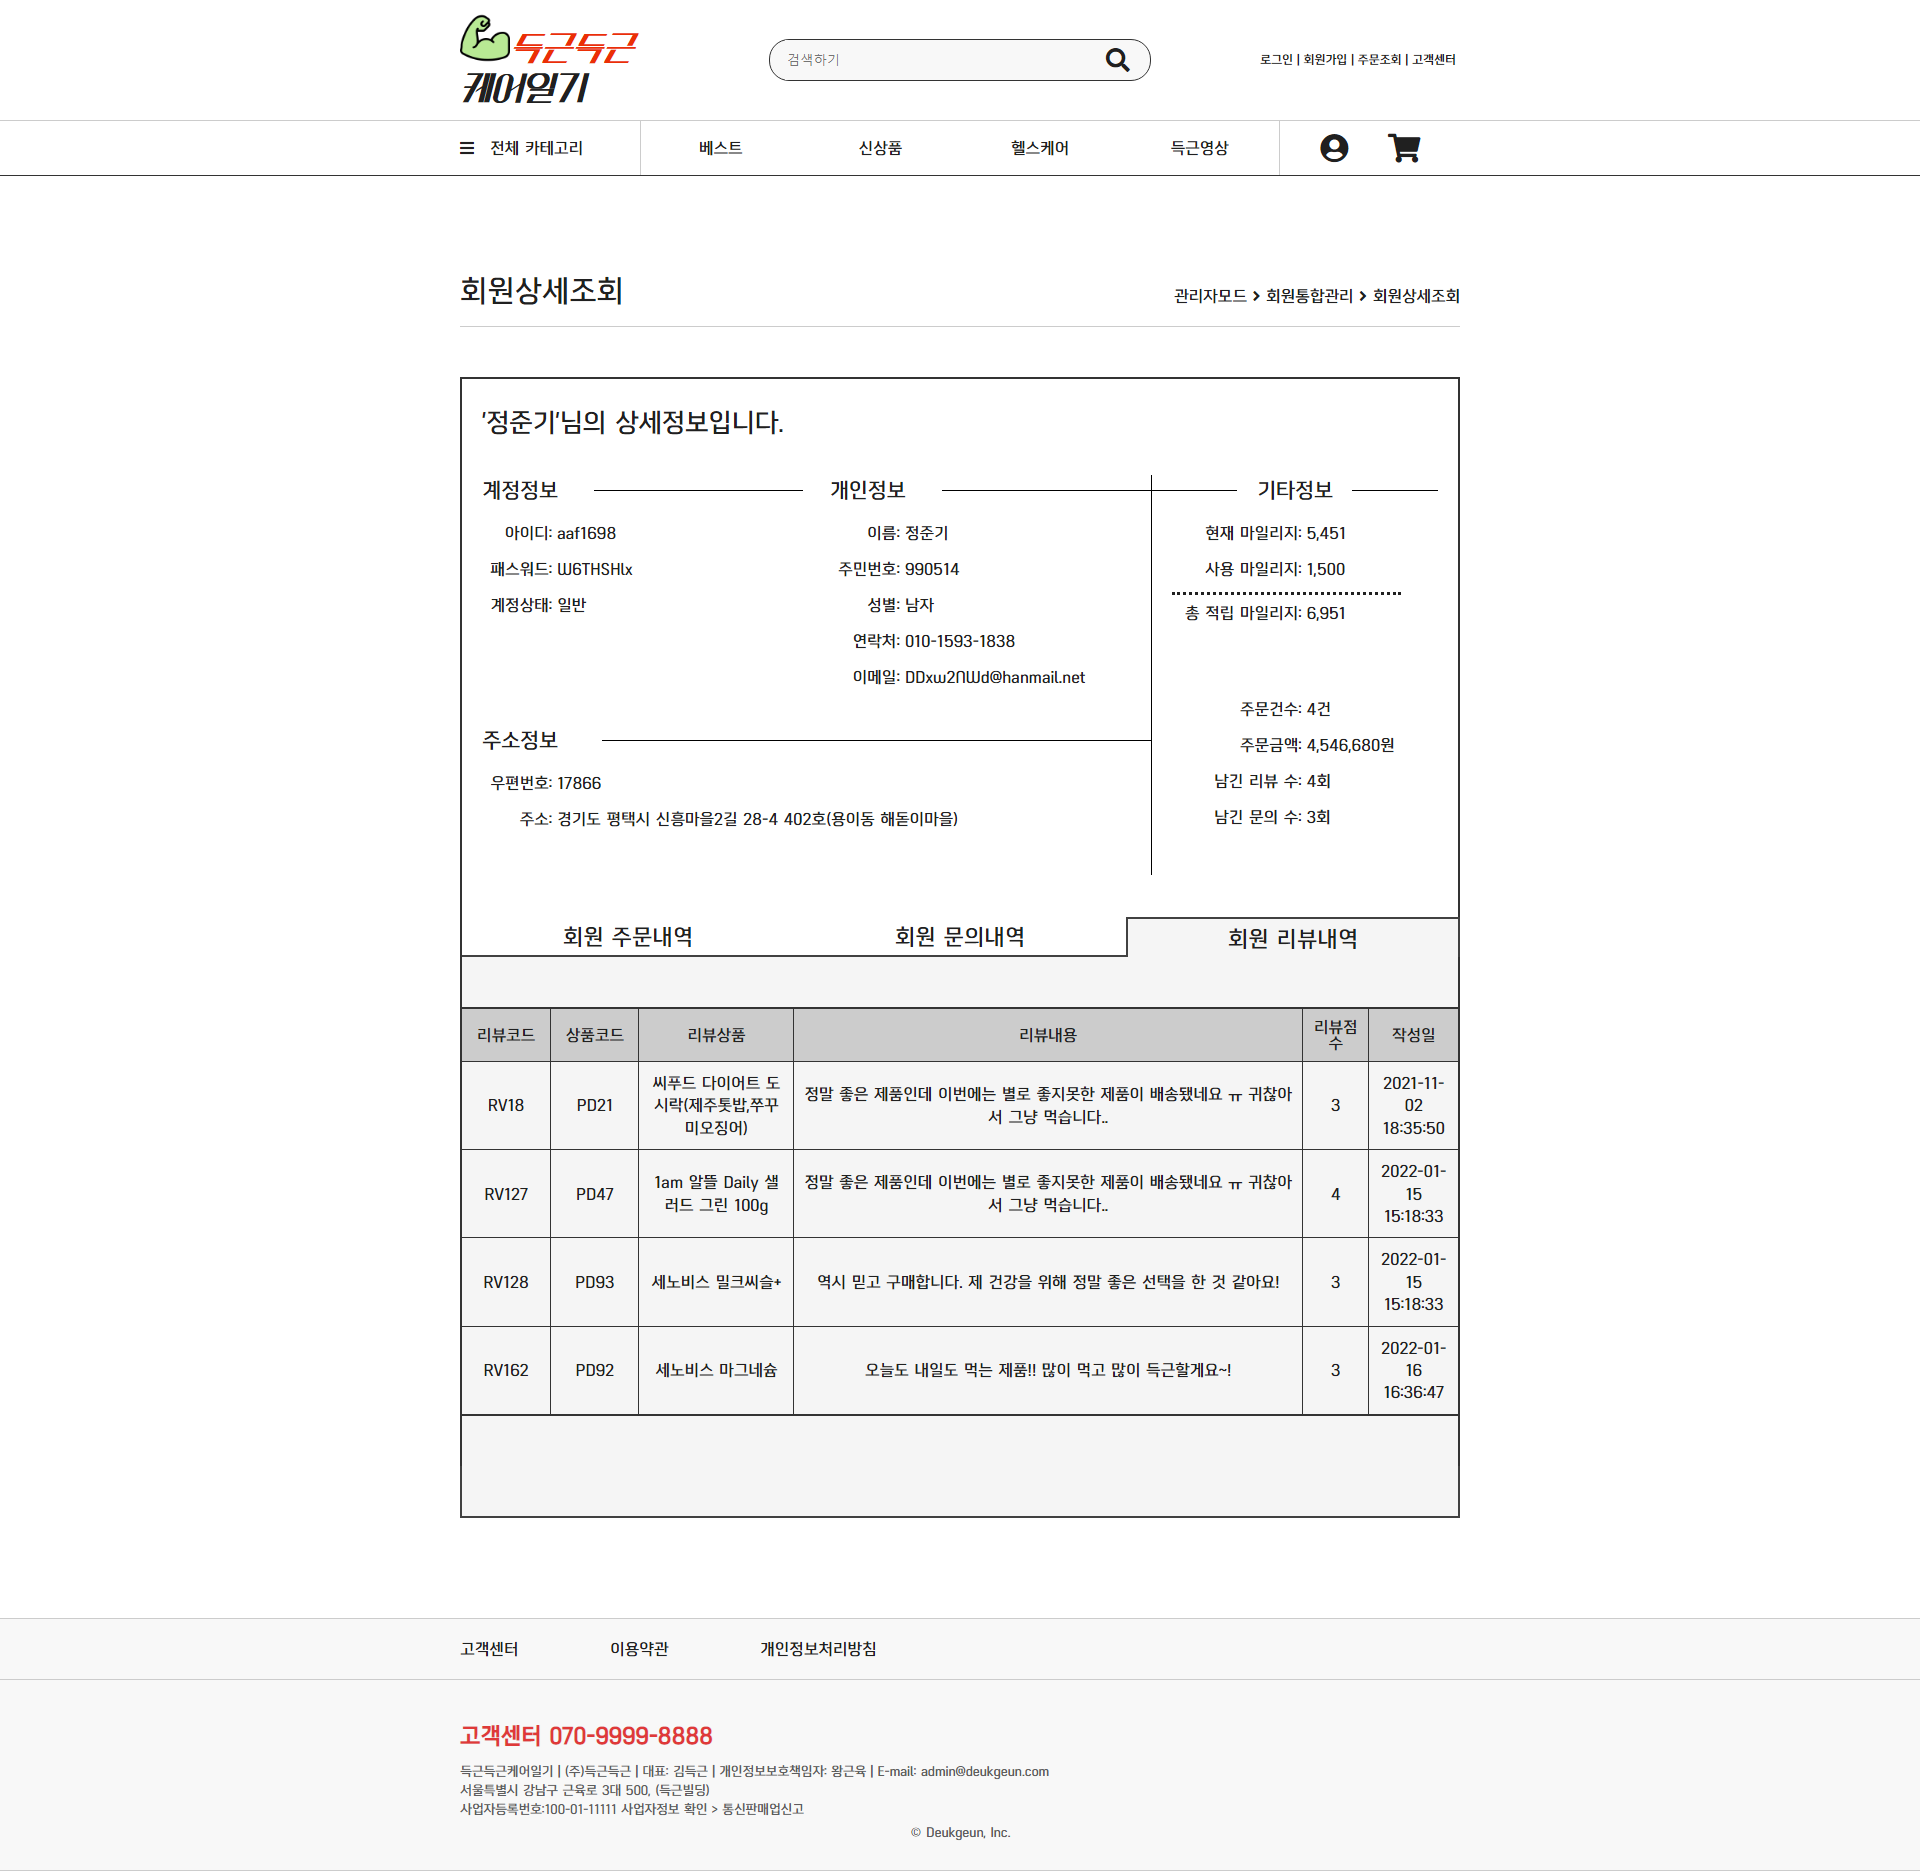 득근득근
케어일기
검색하기
로그인 | 회원가입 | 주문조회 | 고객센터
전체 카테고리
베스트
신상품
헬스케어
득근영상
회원상세조회
관리자모드 > 회원통합관리 > 회원상세조회
'정준기'님의 상세정보입니다.
계정정보
아이디: aaf1698
패스워드: W6THSHlx
계정상태: 일반
개인정보
이름: 정준기
주민번호: 990514
성별: 남자
연락처: 010-1593-1838
이메일: DDxw2NWd@hanmail.net
기타정보
현재 마일리지: 5,451
사용 마일리지: 1,500
총 적립 마일리지: 6,951
주문건수: 4건
주문금액: 4,546,680원
남긴 리뷰 수: 4회
남긴 문의 수: 3회
주소정보
우편번호: 17866
주소: 경기도 평택시 신흥마을2길 28-4 402호(용이동 해돋이마을)
회원 주문내역
회원 문의내역
회원 리뷰내역
리뷰코드
상품코드
리뷰상품
리뷰내용
리뷰점
수
작성일
RV18
PD21
씨푸드 다이어트 도
시락(제주톳밥,쭈꾸
미오징어)
정말 좋은 제품인데 이번에는 별로 좋지못한 제품이 배송됐네요 ㅠ 귀찮아
서 그냥 먹습니다..
3
2021-11-
02
18:35:50
RV127
PD47
1am 알뜰 Daily 샐
러드 그린 100g
정말 좋은 제품인데 이번에는 별로 좋지못한 제품이 배송됐네요 ㅠ 귀찮아
서 그냥 먹습니다..
4
2022-01-
15
15:18:33
RV128
PD93
세노비스 밀크씨슬+
역시 믿고 구매합니다. 제 건강을 위해 정말 좋은 선택을 한 것 같아요!
3
2022-01-
15
15:18:33
RV162
PD92
세노비스 마그네슘
오늘도 내일도 먹는 제품!! 많이 먹고 많이 득근할게요~!
3
2022-01-
16
16:36:47
고객센터
이용약관
개인정보처리방침
고객센터 070-9999-8888
득근득근케어일기 | (주)득근득근 | 대표: 김득근 | 개인정보보호책임자: 왕근육 | E-mail: admin@deukgeun.com
서울특별시 강남구 근육로 3대 500, (득근빌딩)
사업자등록번호:100-01-11111 사업자정보 확인 > 통신판매업신고
© Deukgeun, Inc.